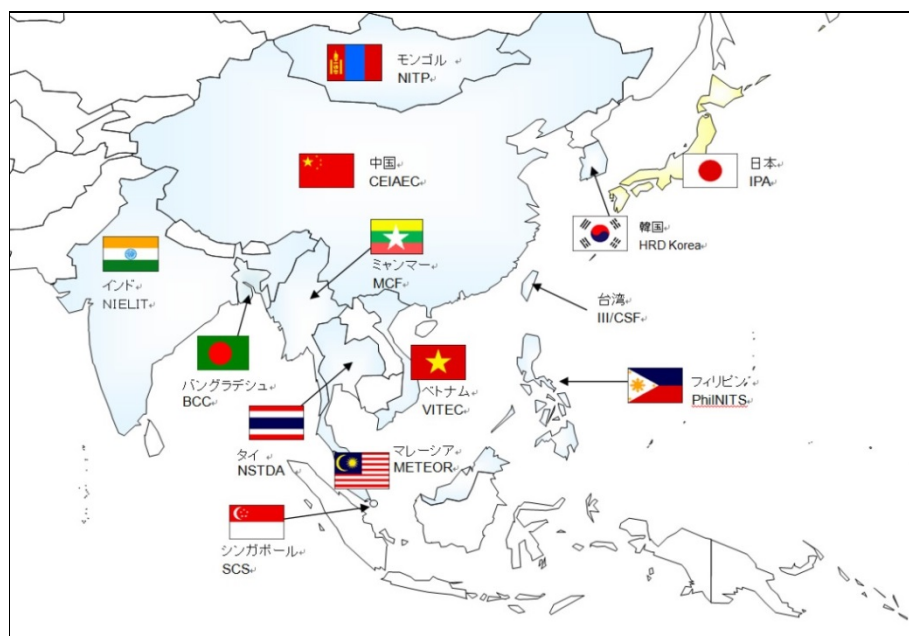 モンゴル
NITP
中国
CEIAEC
日本
IPA
韓国
HRD Korea
ミャンマー
MCF
インド
NIELIT
台湾
III/CSF
バングラデシュ
BCC
ベトナム
VITEC
フィリピン
PhilNITS
タイ
NSTDA
マレーシア
METEOR
シンガポール
SCS